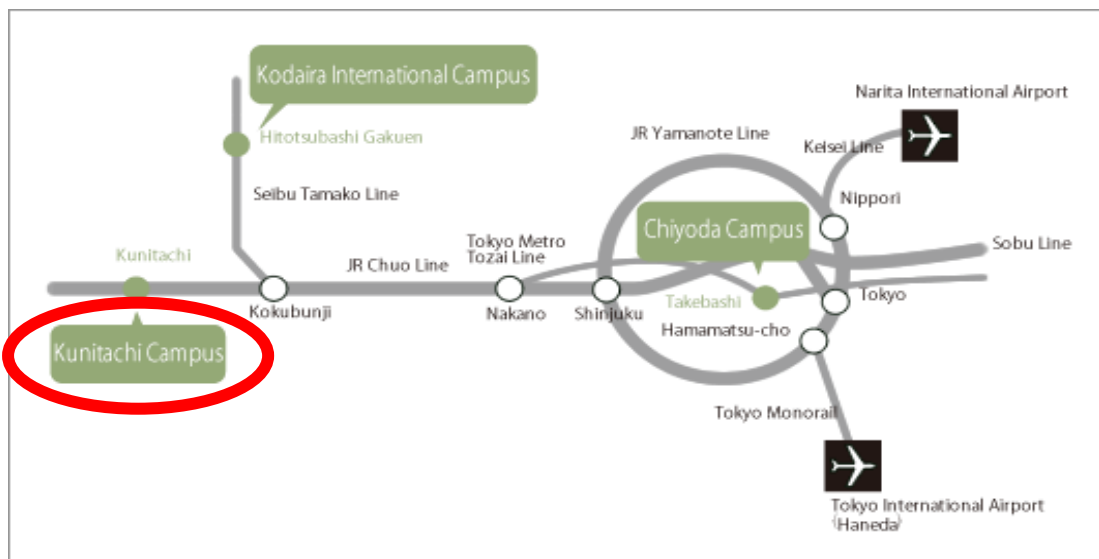 Kodaira International Campus
Narita International Airport
Hitotsubashi Gakuen
JR Yamanote Line
Keisei Line
Seibu Tamako Line
Nippori
Chiyoda Campus
Kunitachi
Tokyo Metro
Tozai Line
Sobu Line
JR Chuo Line
Kokubunji
Nakano
Shinjuku
Takebashi
Tokyo
Hamamatsu-cho
Kunitachi Campus
Tokyo Monorail
Tokyo International Airport
(Haneda)